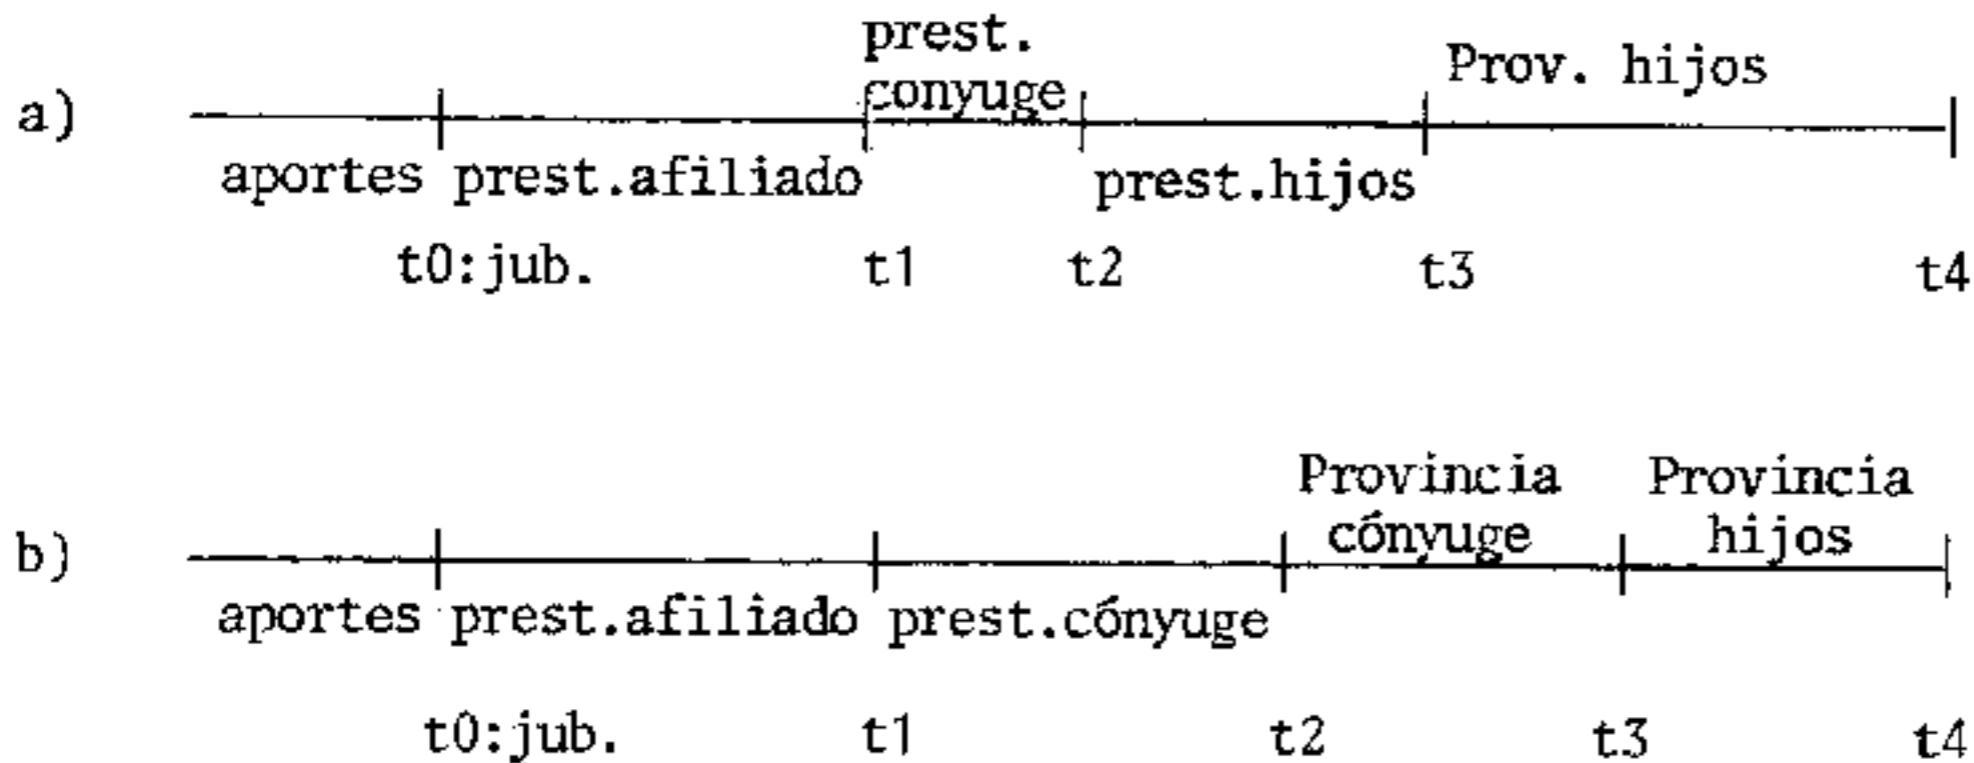 prest.
a) conyuge Prov. hijos
aportes prest.afiliado prest.hijos
t0:jub. t1 t2 t3 t4
Provincia Provincia
b) cónyuge hijos
aportes prest.afiliado prest.cónyuge
t0:jub. t1 t2 t3 t4